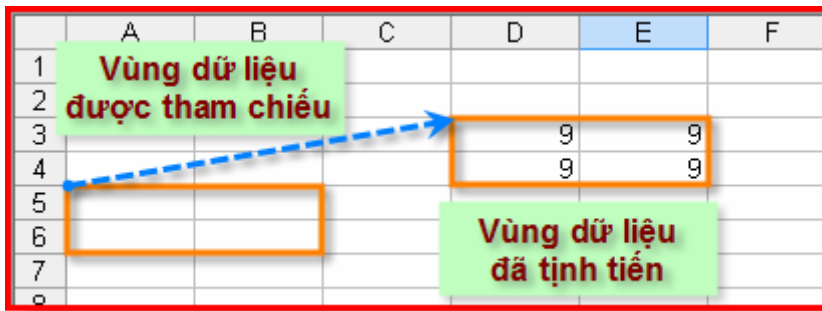 A B C D E F
1 Vùng dữ liệu
2 được tham chiếu
3 9 9
4 9 9
5
6 Vùng dữ liệu
7 đã tịnh tiến
8